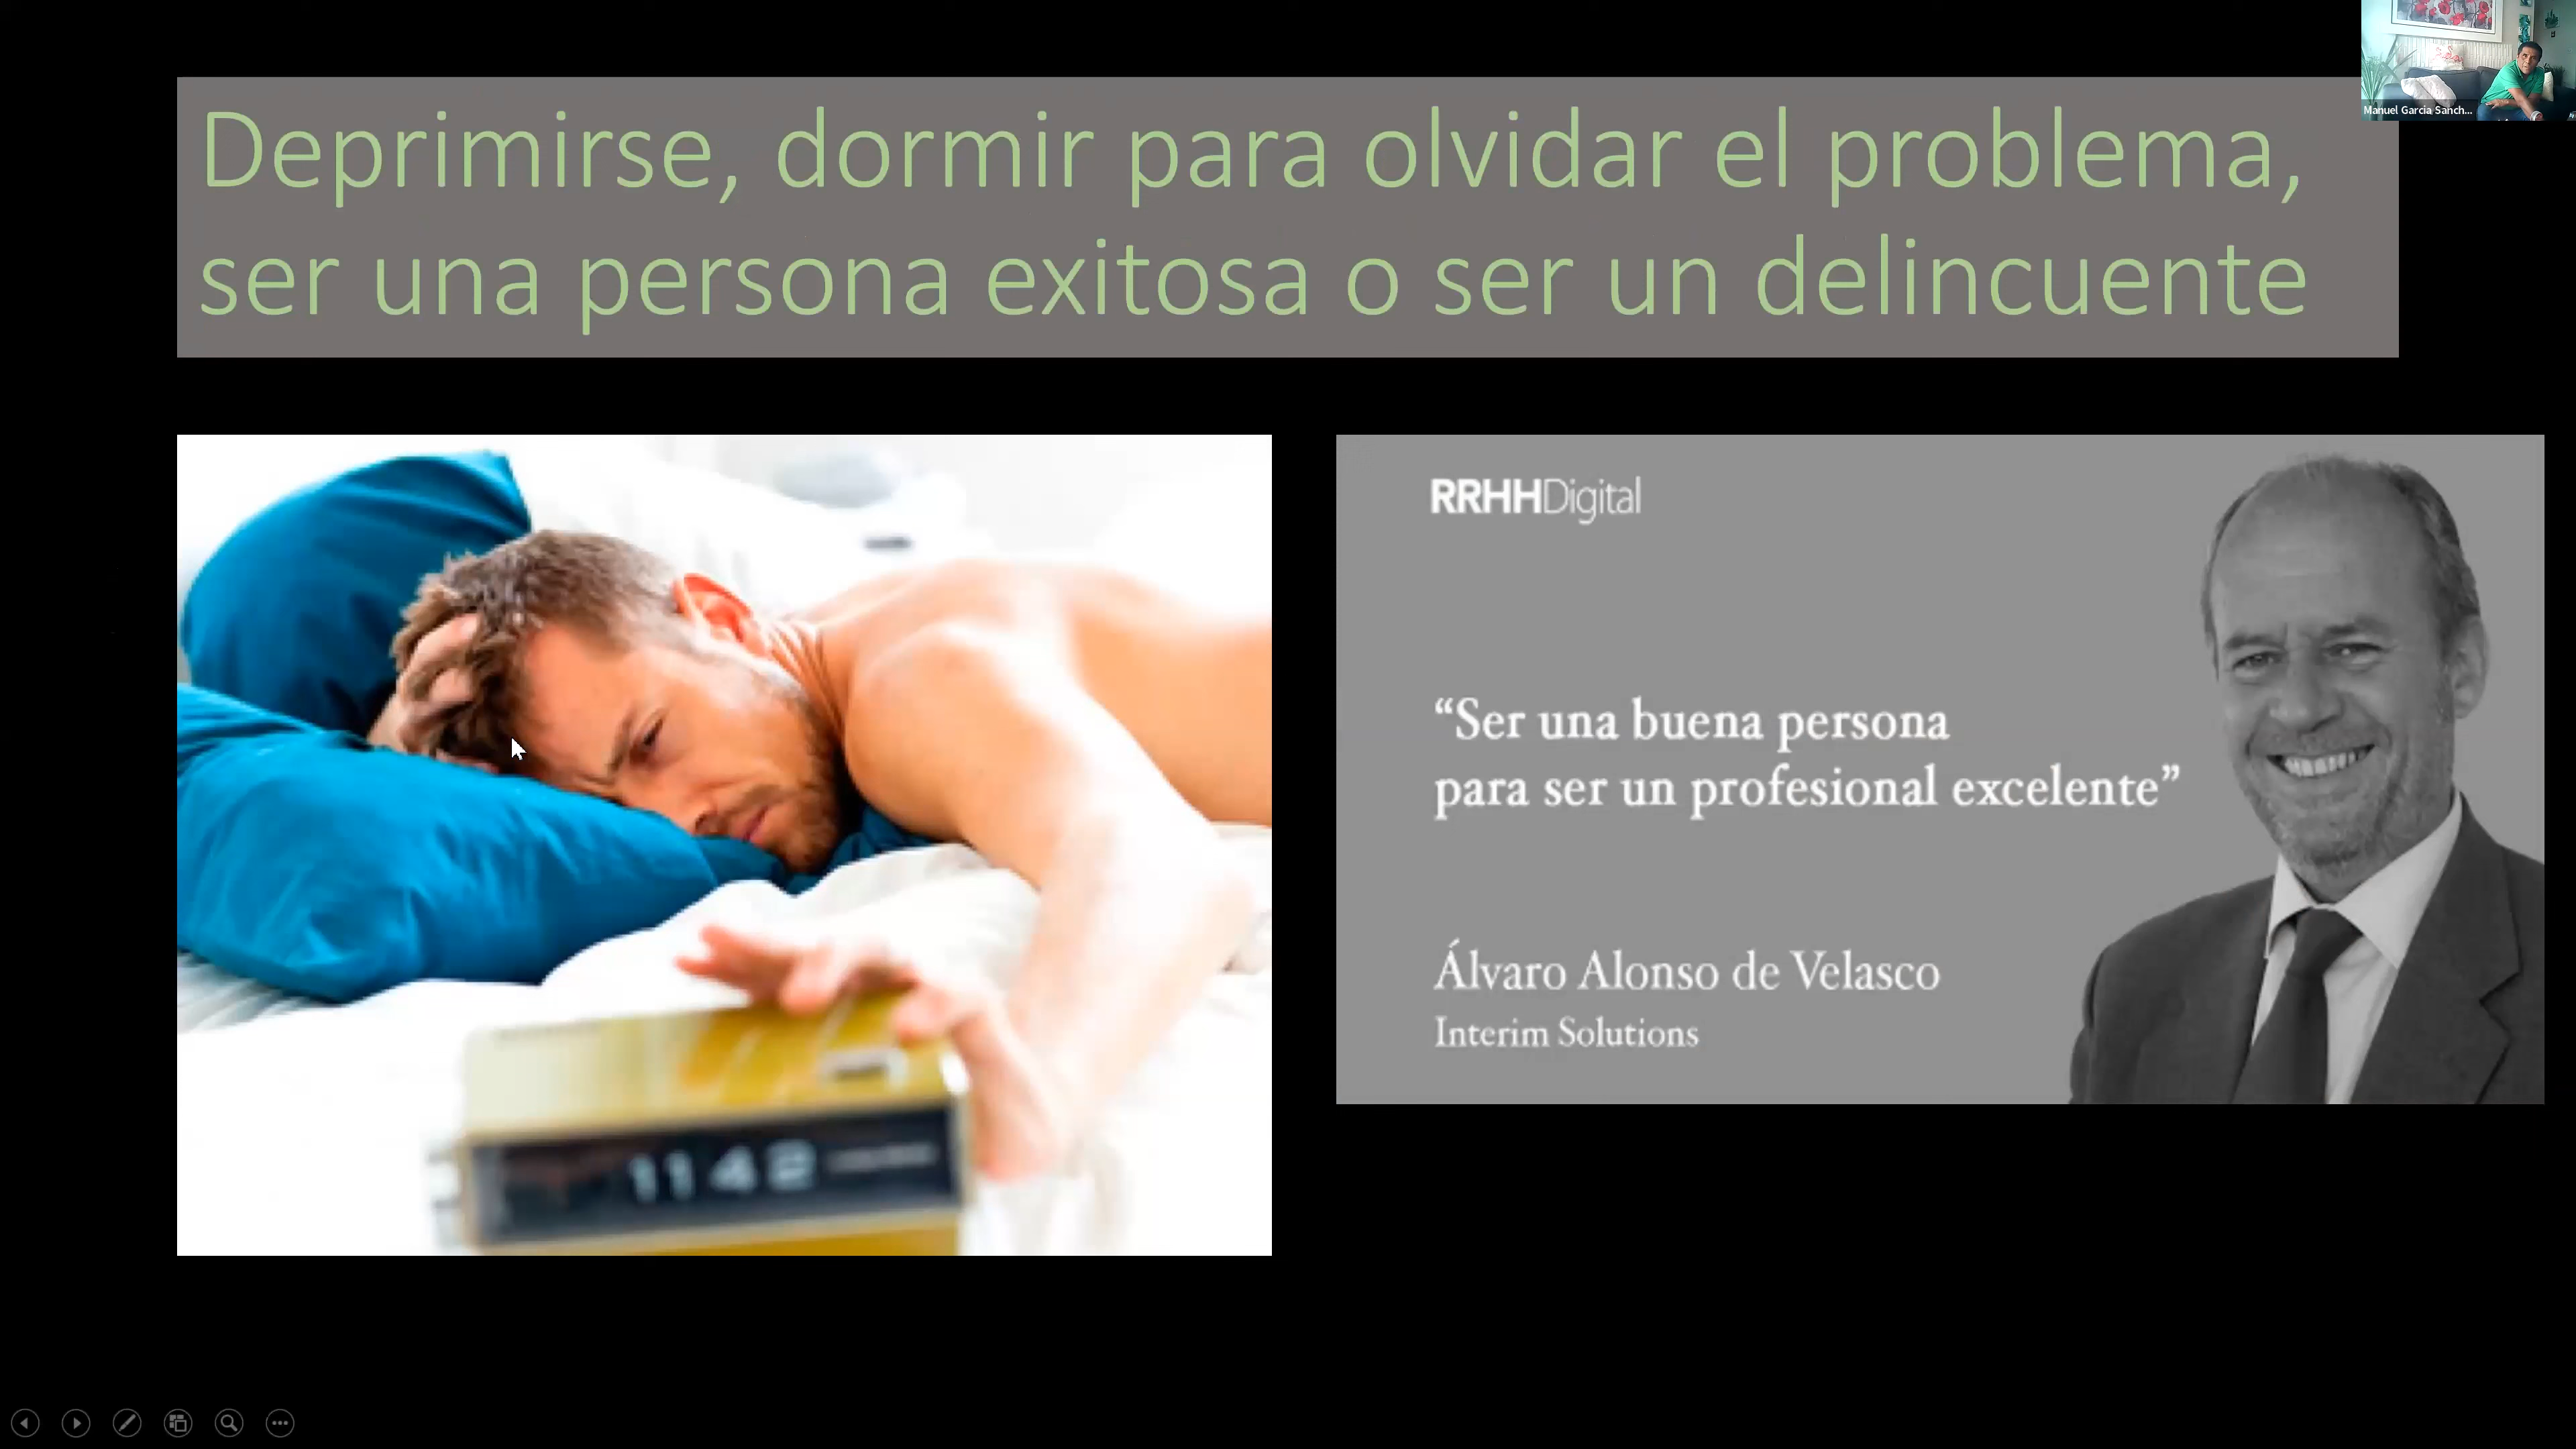 Manuel Garcia Sanch...
Deprimirse, dormir para olvidar el problema,
ser una persona exitosa o ser un delincuente
RRHHDigital
“Ser una buena persona
para ser un profesional excelente”
Álvaro Alonso de Velasco
Interim Solutions
11 42